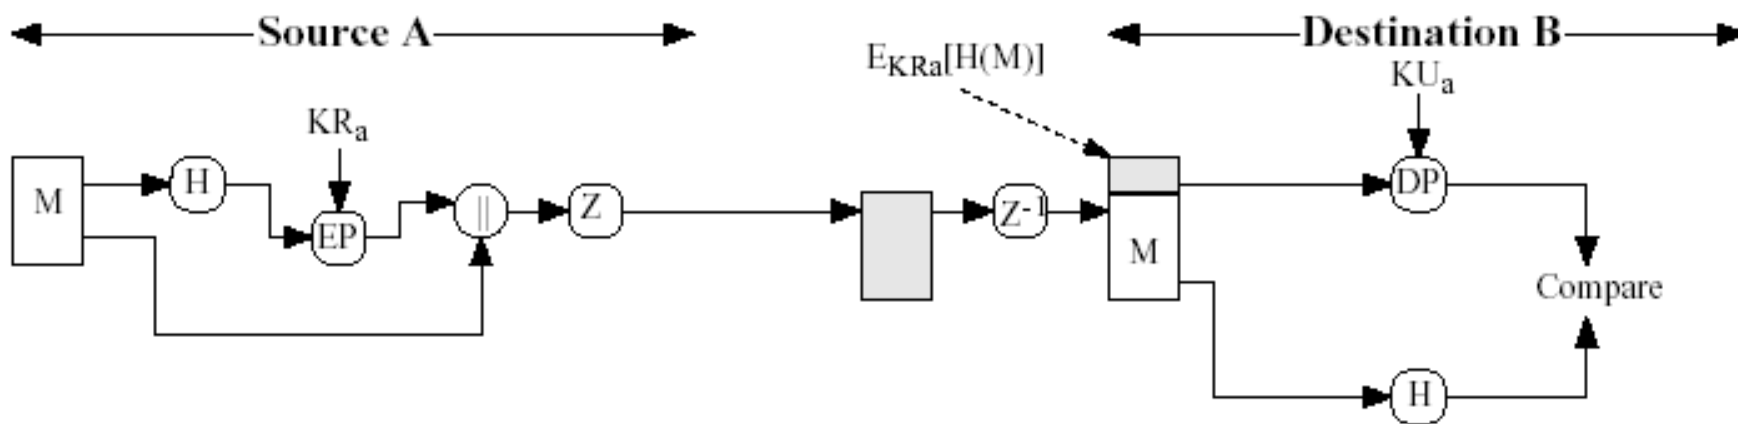 Source A
Destination B
E_KRa[H(M)]
KU_a
KR_a
M
H
EP
||
Z
Z^-1
M
DP
Compare
H